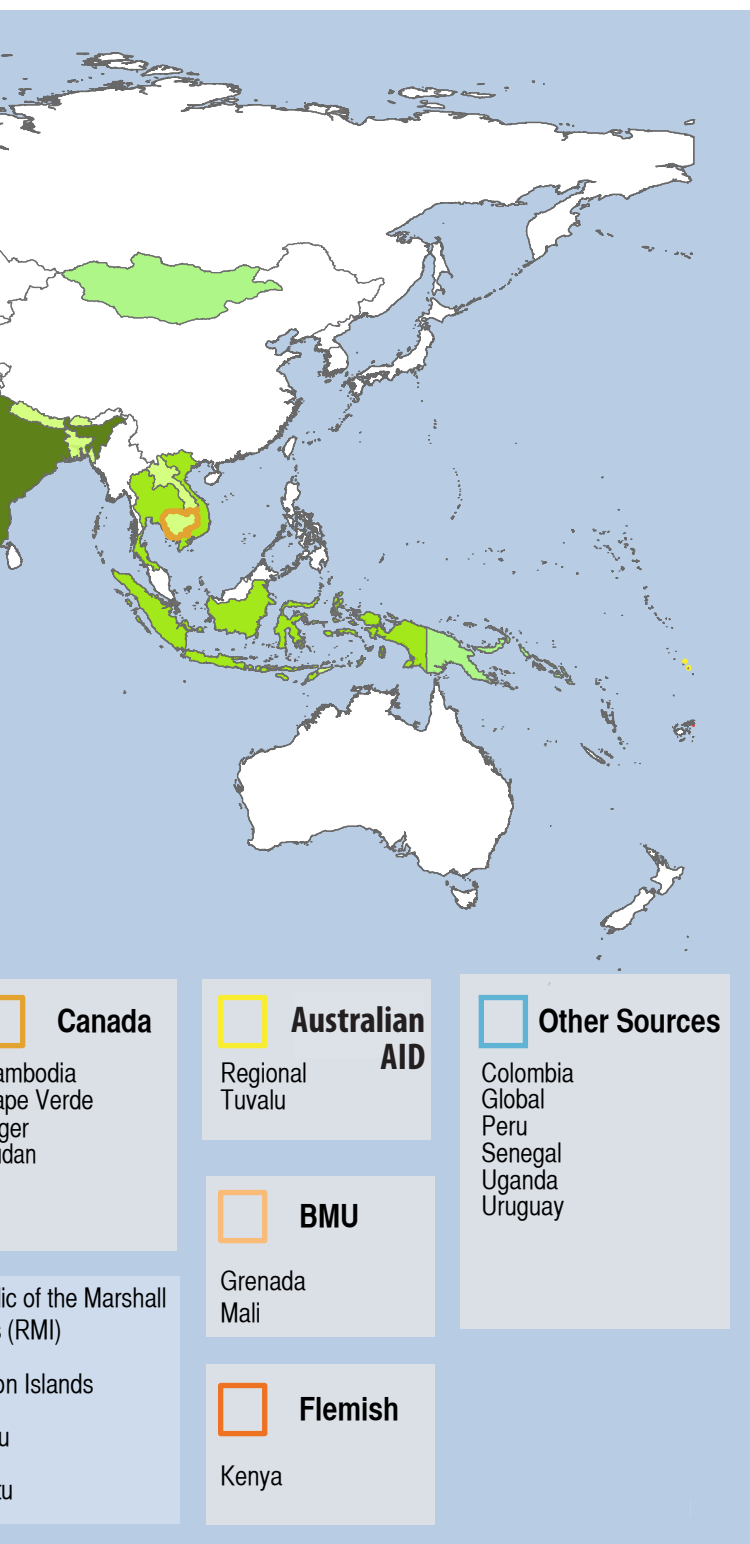 Canada
ambodia
ape Verde
ger
dan
Australian
AID
Regional
Tuvalu
Other Sources
Colombia
Global
Peru
Senegal
Uganda
Uruguay
BMU
Grenada
Mali
lic of the Marshall
s (RMI)
on Islands
u
tu
Flemish
Kenya